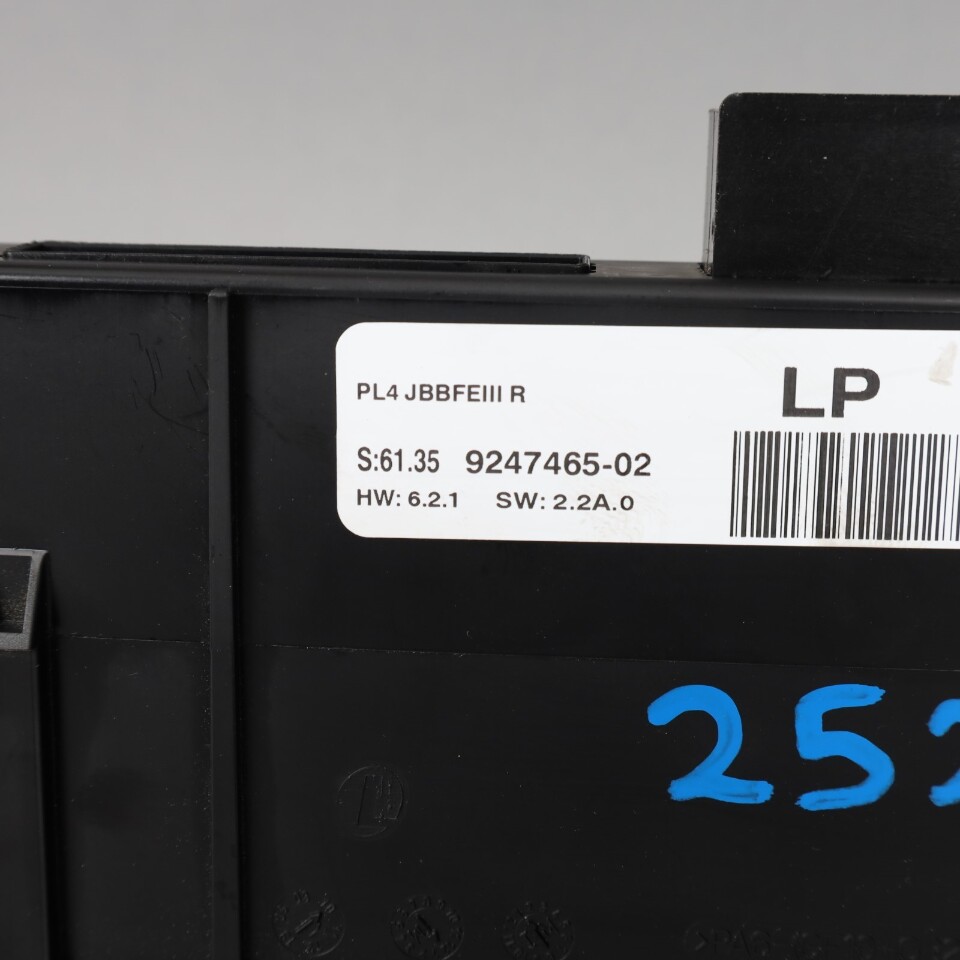 PL4 JBBFEIII R
LP
S:61.35 9247465-02
HW: 6.2.1 SW: 2.2A.0
25